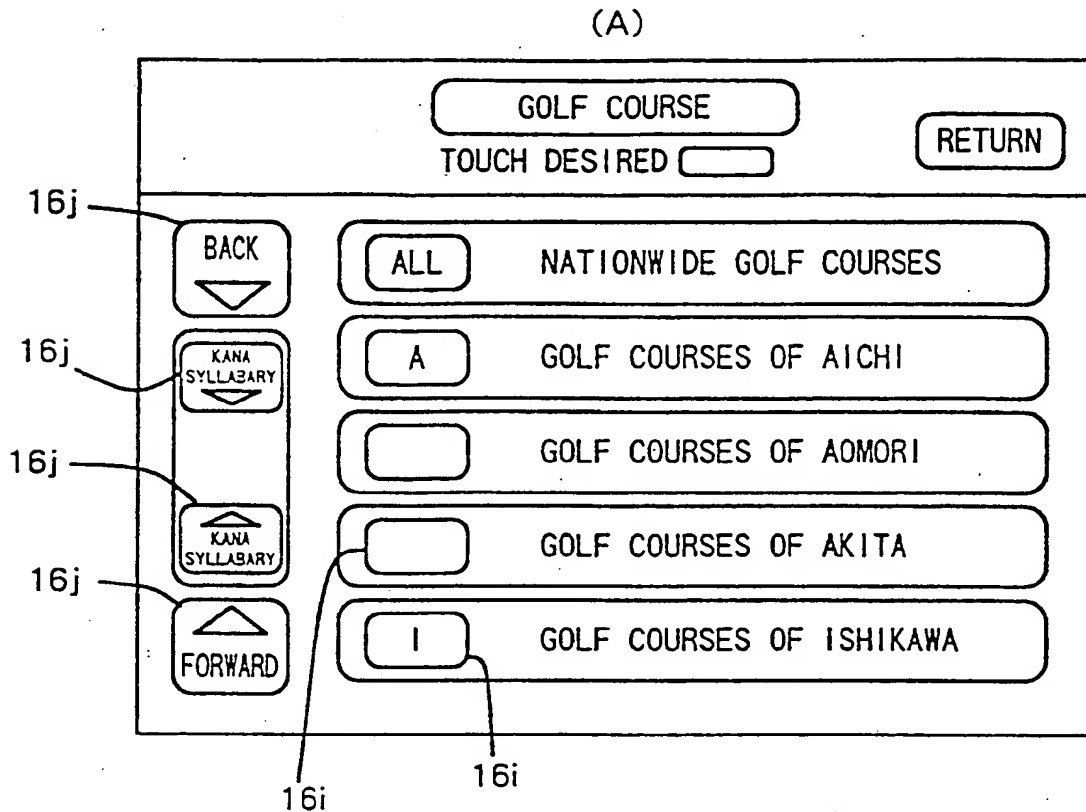 (A)
GOLF COURSE
TOUCH DESIRED
RETURN
16j
BACK
ALL
NATIONWIDE GOLF COURSES
16j
KANA
SYLLABARY
A
GOLF COURSES OF AICHI
GOLF COURSES OF AOMORI
16j
KANA
SYLLABARY
GOLF COURSES OF AKITA
16j
FORWARD
I
GOLF COURSES OF ISHIKAWA
16i
16i